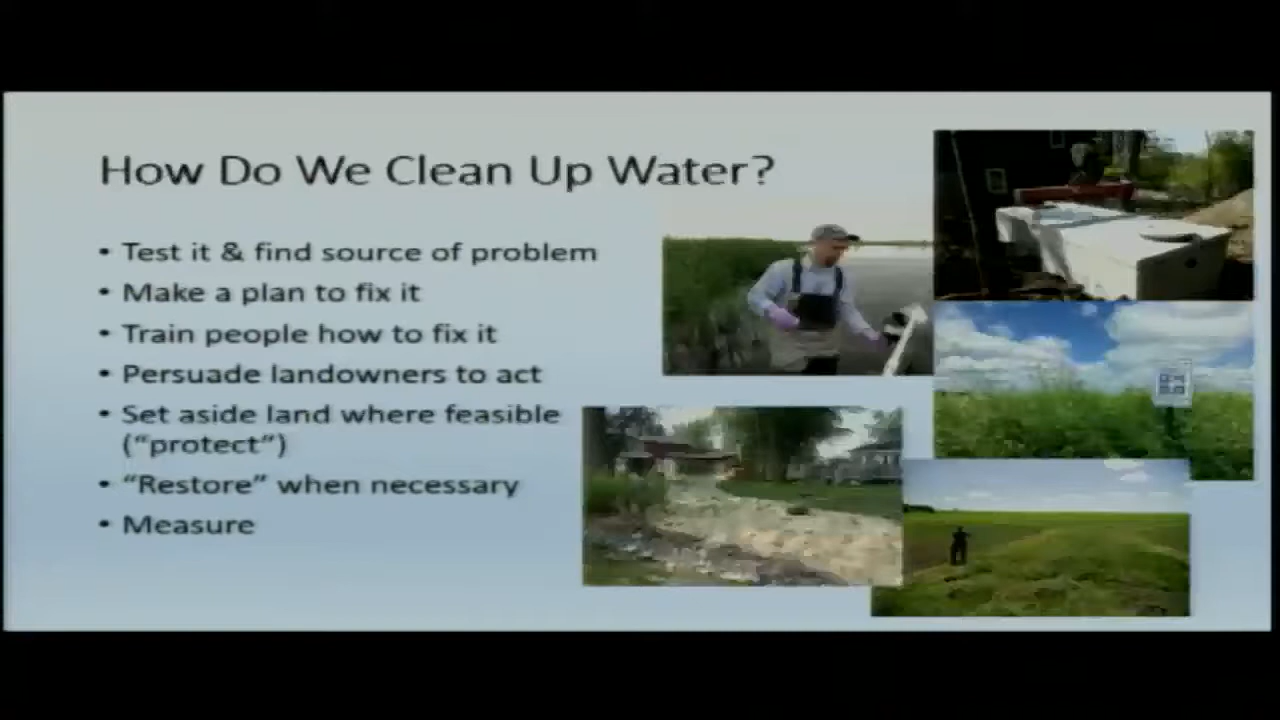 How Do We Clean Up Water?
• Test it & find source of problem
• Make a plan to fix it
• Train people how to fix it
• Persuade landowners to act
• Set aside land where feasible
(“protect”)
• “Restore” when necessary
• Measure